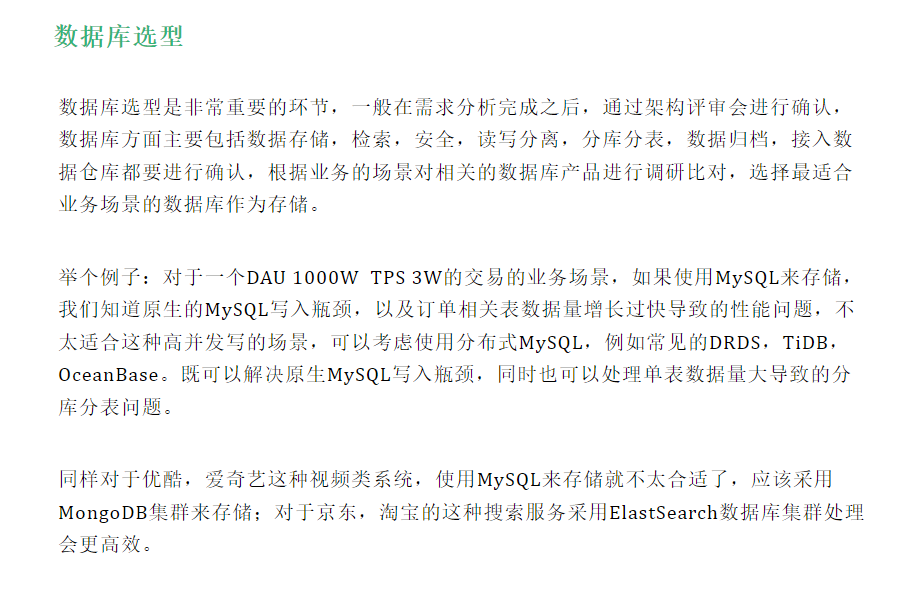 数据库选型
数据库选型是非常重要的环节，一般在需求分析完成之后，通过架构评审会进行确认，
数据库方面主要包括数据存储，检索，安全，读写分离，分库分表，数据归档，接入数
据仓库都要进行确认，根据业务的场景对相关的数据库产品进行调研比对，选择最适合
业务场景的数据库作为存储。
举个例子：对于一个DAU 1000W  TPS 3W的交易的业务场景，如果使用MySQL来存储，
我们知道原生的MySQL写入瓶颈，以及订单相关表数据量增长过快导致的性能问题，不
太适合这种高并发写的场景，可以考虑使用分布式MySQL，例如常见的DRDS，TiDB，
OceanBase。既可以解决原生MySQL写入瓶颈，同时也可以处理单表数据量大导致的分
库分表问题。
同样对于优酷，爱奇艺这种视频类系统，使用MySQL来存储就不太合适了，应该采用
MongoDB集群来存储；对于京东，淘宝的这种搜索服务采用ElastSearch数据库集群处理
会更高效。